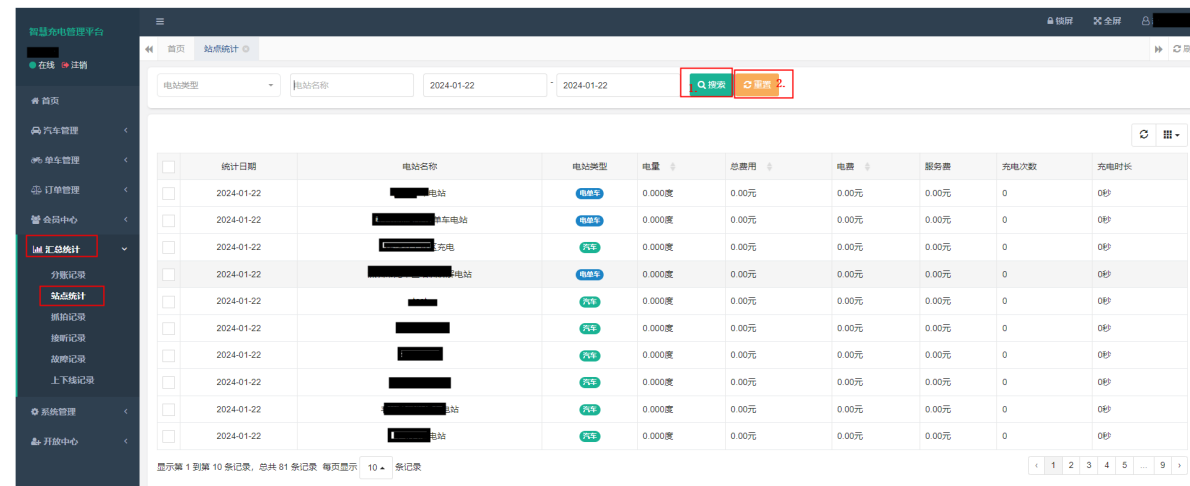 智慧充电管理平台
锁屏 全屏
首页 站点统计
在线 注销
电站类型 电站名称 2024-01-22 - 2024-01-22 1. 搜索 重置 2.
首页
汽车管理
单车管理
订单管理
会员中心
汇总统计
分账记录
站点统计
抓拍记录
接听记录
故障记录
上下线记录
系统管理
开放中心
统计日期 电站名称 电站类型 电量 总费用 电费 服务费 充电次数 充电时长
2024-01-22 电站 电单车 0.000度 0.00元 0.00元 0.00元 0 0秒
2024-01-22 单车电站 电单车 0.000度 0.00元 0.00元 0.00元 0 0秒
2024-01-22 充电 汽车 0.000度 0.00元 0.00元 0.00元 0 0秒
2024-01-22 电站 电单车 0.000度 0.00元 0.00元 0.00元 0 0秒
2024-01-22 汽车 0.000度 0.00元 0.00元 0.00元 0 0秒
2024-01-22 汽车 0.000度 0.00元 0.00元 0.00元 0 0秒
2024-01-22 汽车 0.000度 0.00元 0.00元 0.00元 0 0秒
2024-01-22 汽车 0.000度 0.00元 0.00元 0.00元 0 0秒
2024-01-22 站 汽车 0.000度 0.00元 0.00元 0.00元 0 0秒
2024-01-22 电站 汽车 0.000度 0.00元 0.00元 0.00元 0 0秒
显示第 1 到第 10 条记录，总共 81 条记录 每页显示 10 条记录
‹ 1 2 3 4 5 ... 9 ›